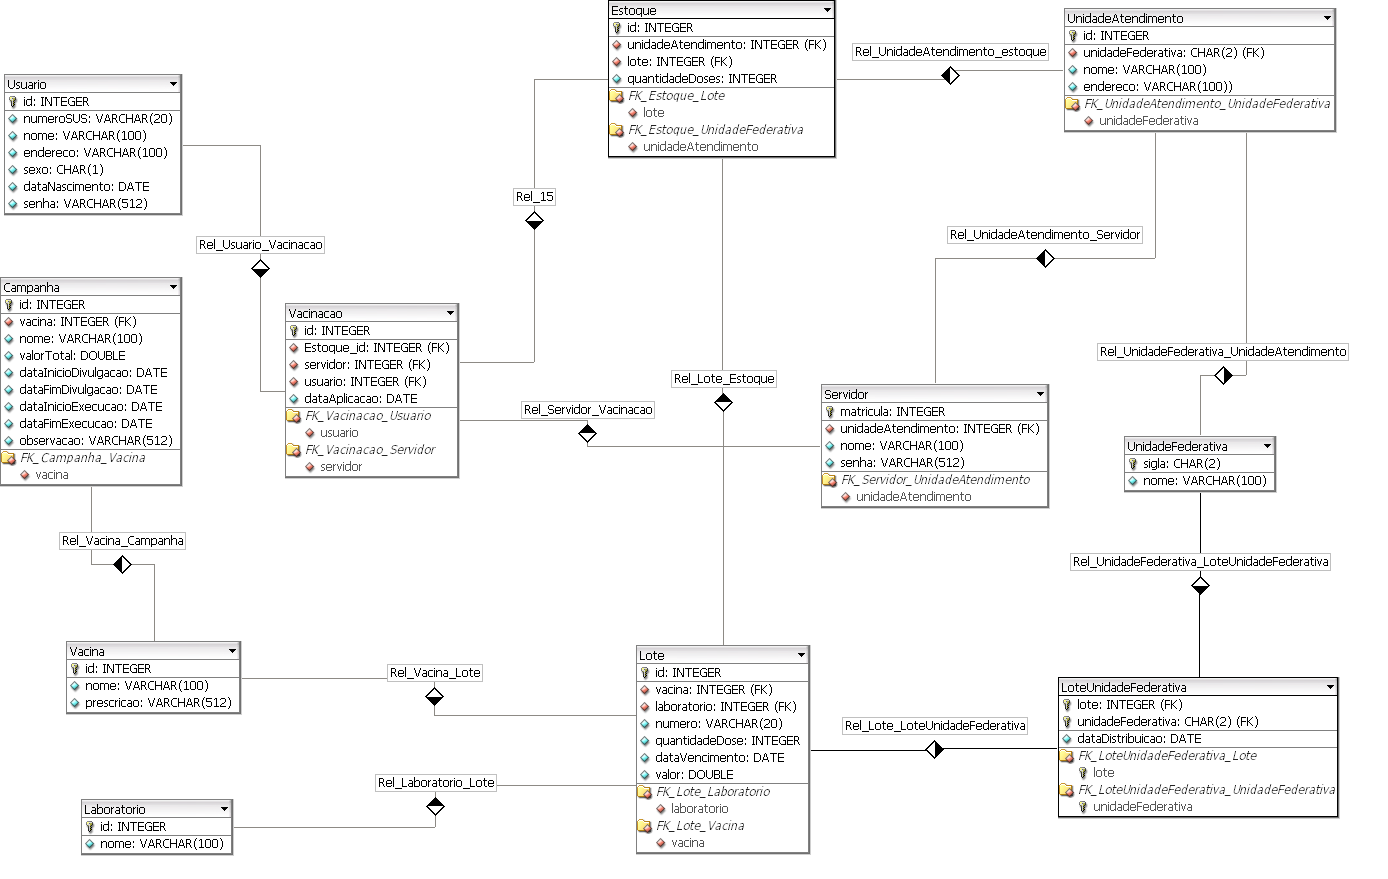 Estoque
id: INTEGER
unidadeAtendimento: INTEGER (FK)
lote: INTEGER (FK)
quantidadeDoses: INTEGER
FK_Estoque_Lote
lote
FK_Estoque_UnidadeFederativa
unidadeAtendimento
Rel_UnidadeAtendimento_estoque
UnidadeAtendimento
id: INTEGER
unidadeFederativa: CHAR(2) (FK)
nome: VARCHAR(100)
endereco: VARCHAR(100))
FK_UnidadeAtendimento_UnidadeFederativa
unidadeFederativa
Usuario
id: INTEGER
numeroSUS: VARCHAR(20)
nome: VARCHAR(100)
endereco: VARCHAR(100)
sexo: CHAR(1)
dataNascimento: DATE
senha: VARCHAR(512)
Rel_15
Rel_Usuario_Vacinacao
Rel_UnidadeAtendimento_Servidor
Campanha
id: INTEGER
vacina: INTEGER (FK)
nome: VARCHAR(100)
valorTotal: DOUBLE
dataInicioDivulgacao: DATE
dataFimDivulgacao: DATE
dataInicioExecucao: DATE
dataFimExecucao: DATE
observacao: VARCHAR(512)
FK_Campanha_Vacina
vacina
Vacinacao
id: INTEGER
Estoque_id: INTEGER (FK)
servidor: INTEGER (FK)
usuario: INTEGER (FK)
dataAplicacao: DATE
FK_Vacinacao_Usuario
usuario
FK_Vacinacao_Servidor
servidor
Rel_UnidadeFederativa_UnidadeAtendimento
Rel_Lote_Estoque
Rel_Servidor_Vacinacao
Servidor
matricula: INTEGER
unidadeAtendimento: INTEGER (FK)
nome: VARCHAR(100)
senha: VARCHAR(512)
FK_Servidor_UnidadeAtendimento
unidadeAtendimento
UnidadeFederativa
sigla: CHAR(2)
nome: VARCHAR(100)
Rel_Vacina_Campanha
Rel_UnidadeFederativa_LoteUnidadeFederativa
Vacina
id: INTEGER
nome: VARCHAR(100)
prescricao: VARCHAR(512)
Rel_Vacina_Lote
Lote
id: INTEGER
vacina: INTEGER (FK)
laboratorio: INTEGER (FK)
numero: VARCHAR(20)
quantidadeDose: INTEGER
dataVencimento: DATE
valor: DOUBLE
FK_Lote_Laboratorio
laboratorio
FK_Lote_Vacina
vacina
Rel_Lote_LoteUnidadeFederativa
LoteUnidadeFederativa
lote: INTEGER (FK)
unidadeFederativa: CHAR(2) (FK)
dataDistribuicao: DATE
FK_LoteUnidadeFederativa_Lote
lote
FK_LoteUnidadeFederativa_UnidadeFederativa
unidadeFederativa
Rel_Laboratorio_Lote
Laboratorio
id: INTEGER
nome: VARCHAR(100)